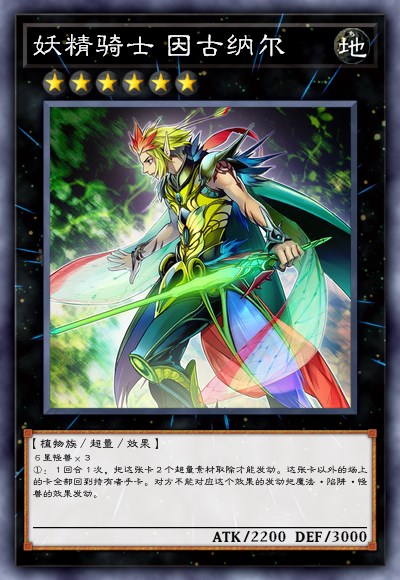 妖精骑士 因古纳尔
地
【植物族／超量／效果】
６星怪兽×３
①：１回合１次，把这张卡２个超量素材取除才能发动。这张卡以外的场上
的卡全部回到持有者手卡。对方不能对应这个效果的发动把魔法·陷阱·怪
兽的效果发动。
ATK/2200 DEF/3000